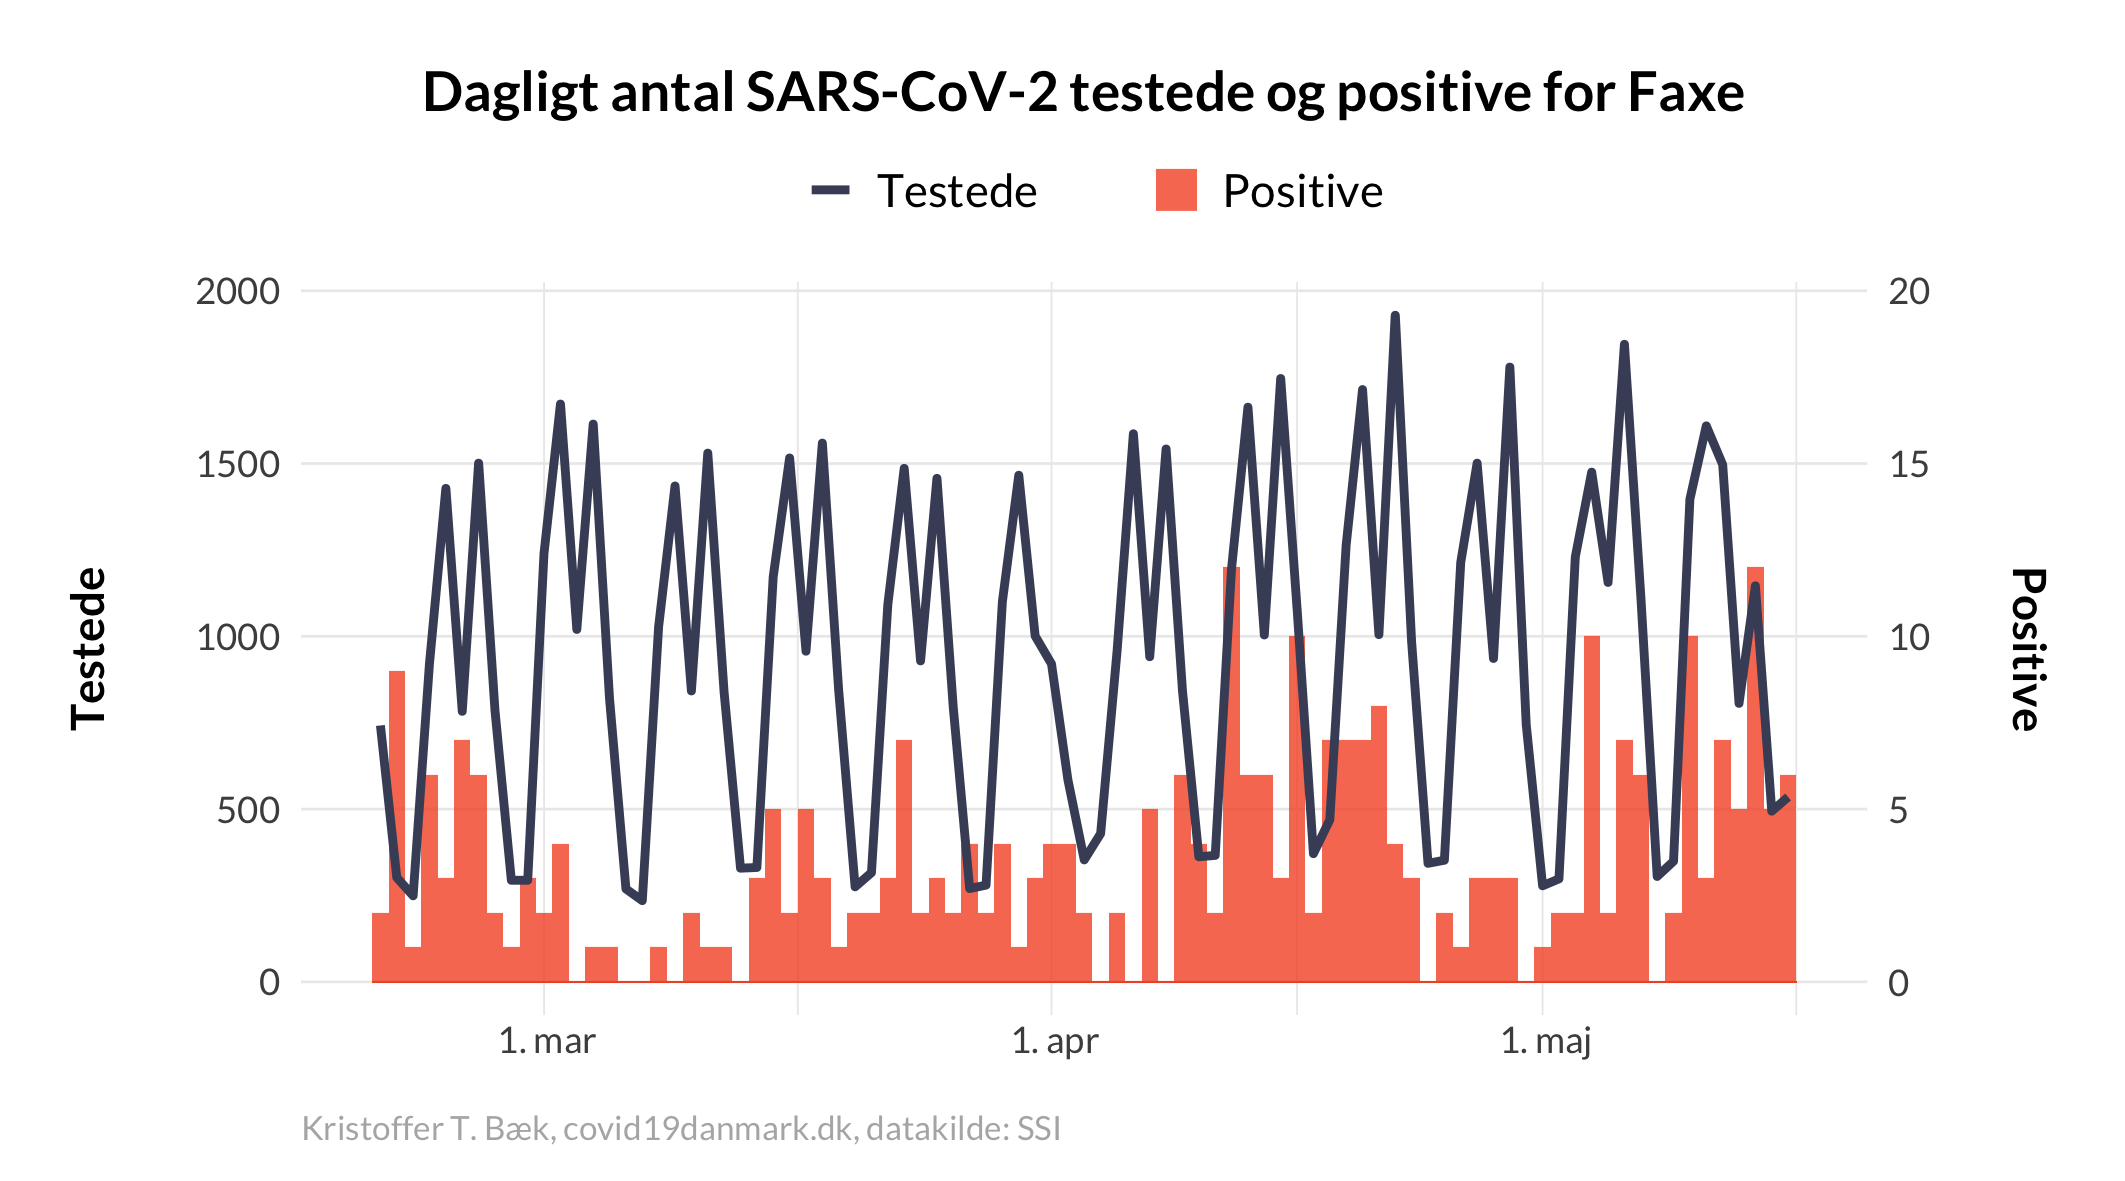 Dagligt antal SARS-CoV-2 testede og positive for Faxe
Testede
Positive
2000
1500
1000
500
0
20
15
10
5
0
Testede
Positive
1. mar
1. apr
1. maj
Kristoffer T. Bæk, covid19danmark.dk, datakilde: SSI